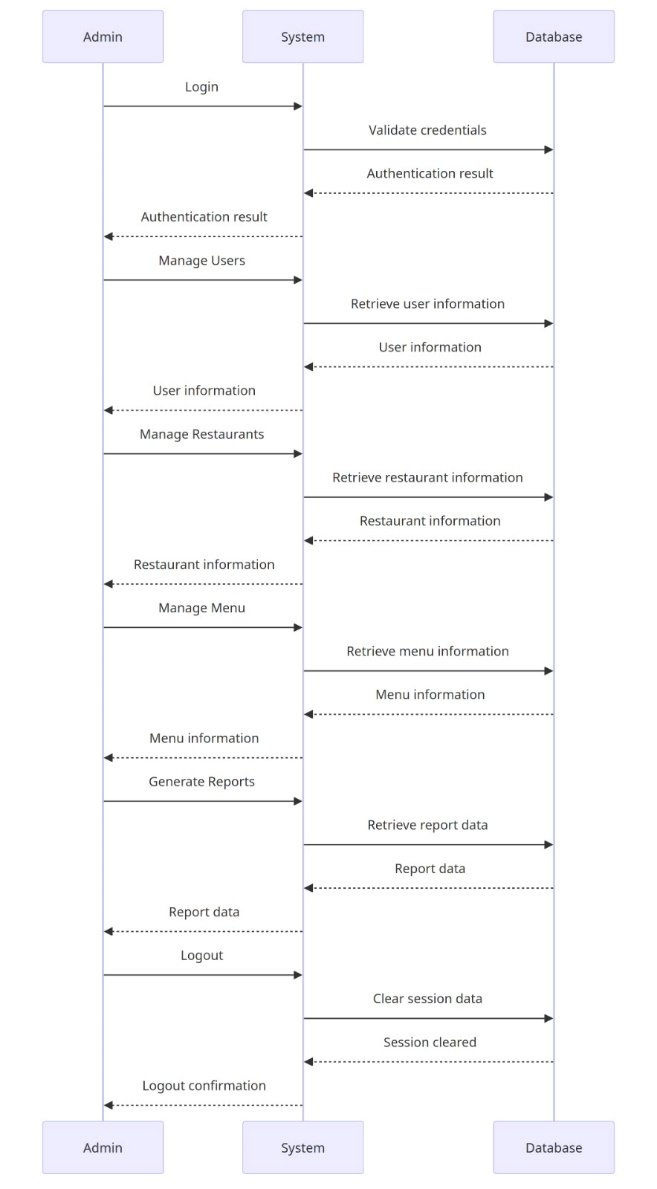 Admin
System
Database
Login
Validate credentials
Authentication result
Authentication result
Manage Users
Retrieve user information
User information
User information
Manage Restaurants
Retrieve restaurant information
Restaurant information
Restaurant information
Manage Menu
Retrieve menu information
Menu information
Menu information
Generate Reports
Retrieve report data
Report data
Report data
Logout
Clear session data
Session cleared
Logout confirmation
Admin
System
Database